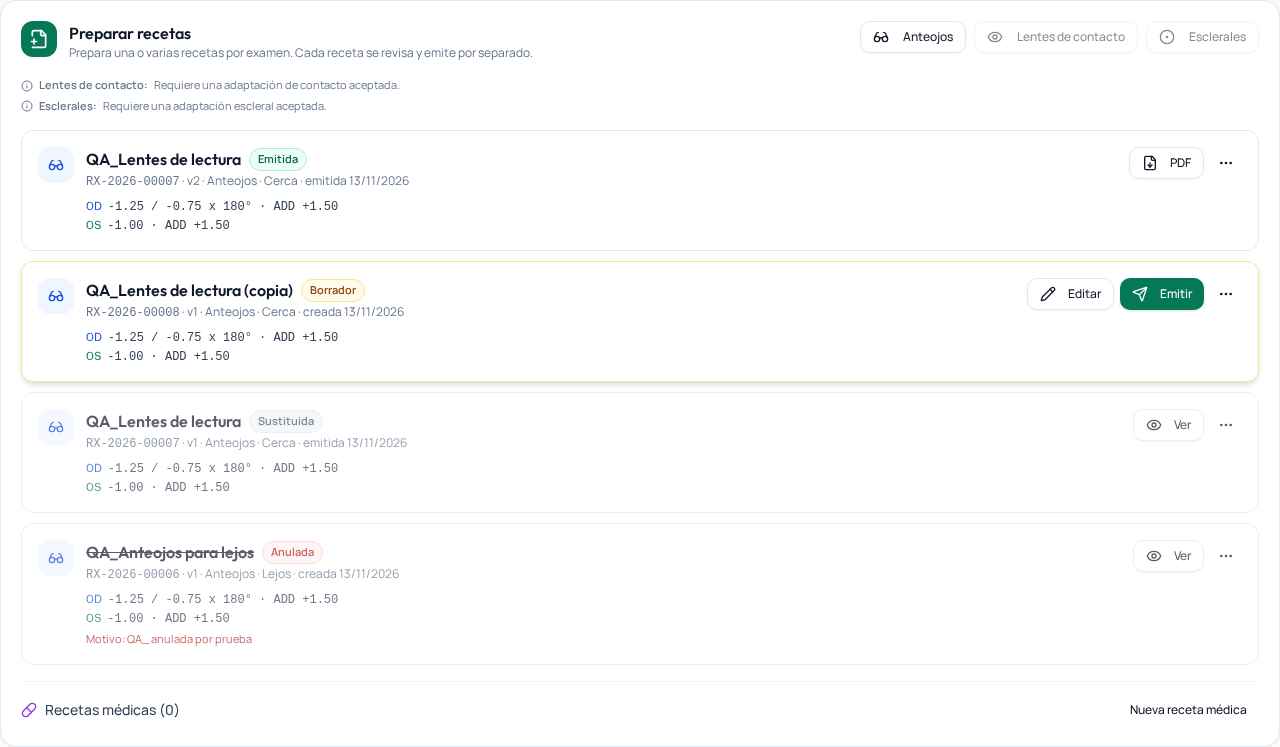 Preparar recetas
Prepara una o varias recetas por examen. Cada receta se revisa y emite por separado.
Anteojos
Lentes de contacto
Esclerales
Lentes de contacto: Requiere una adaptación de contacto aceptada.
Esclerales: Requiere una adaptación escleral aceptada.
QA_Lentes de lectura Emitida
RX-2026-00007 · v2 · Anteojos · Cerca · emitida 13/11/2026
OD -1.25 / -0.75 x 180° · ADD +1.50
OS -1.00 · ADD +1.50
PDF
QA_Lentes de lectura (copia) Borrador
RX-2026-00008 · v1 · Anteojos · Cerca · creada 13/11/2026
OD -1.25 / -0.75 x 180° · ADD +1.50
OS -1.00 · ADD +1.50
Editar
Emitir
QA_Lentes de lectura Sustituida
RX-2026-00007 · v1 · Anteojos · Cerca · emitida 13/11/2026
OD -1.25 / -0.75 x 180° · ADD +1.50
OS -1.00 · ADD +1.50
Ver
QA_Anteojos para lejos Anulada
RX-2026-00006 · v1 · Anteojos · Lejos · creada 13/11/2026
OD -1.25 / -0.75 x 180° · ADD +1.50
OS -1.00 · ADD +1.50
Motivo: QA_anulada por prueba
Ver
Recetas médicas (0)
Nueva receta médica